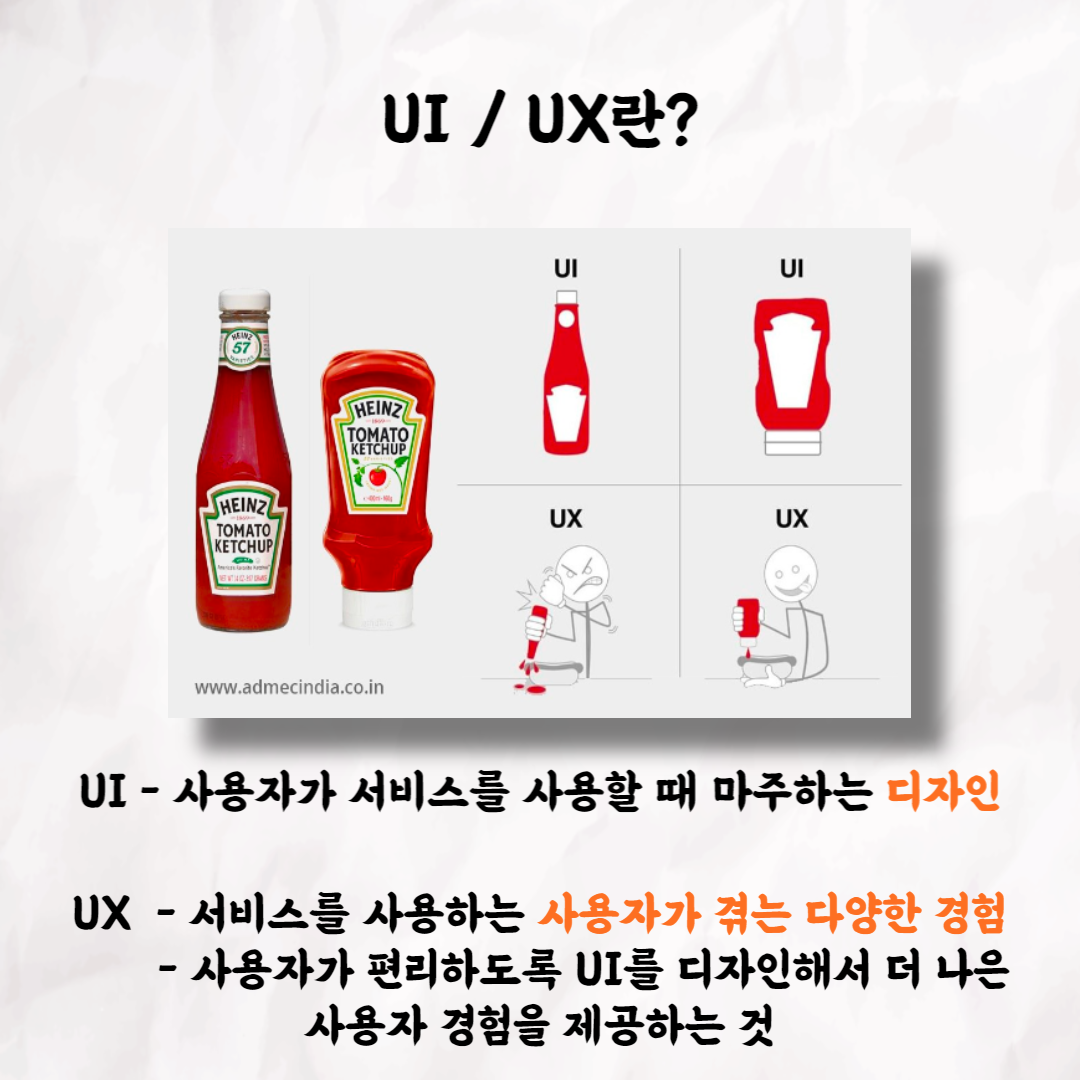 UI / UX란?
HEINZ
57
VARIETIES
HEINZ
TOMATO
KETCHUP
HEINZ
TOMATO
KETCHUP
UI
UI
UX
UX
www.admecindia.co.in
UI - 사용자가 서비스를 사용할 때 마주하는 디자인
UX - 서비스를 사용하는 사용자가 겪는 다양한 경험
- 사용자가 편리하도록 UI를 디자인해서 더 나은
사용자 경험을 제공하는 것